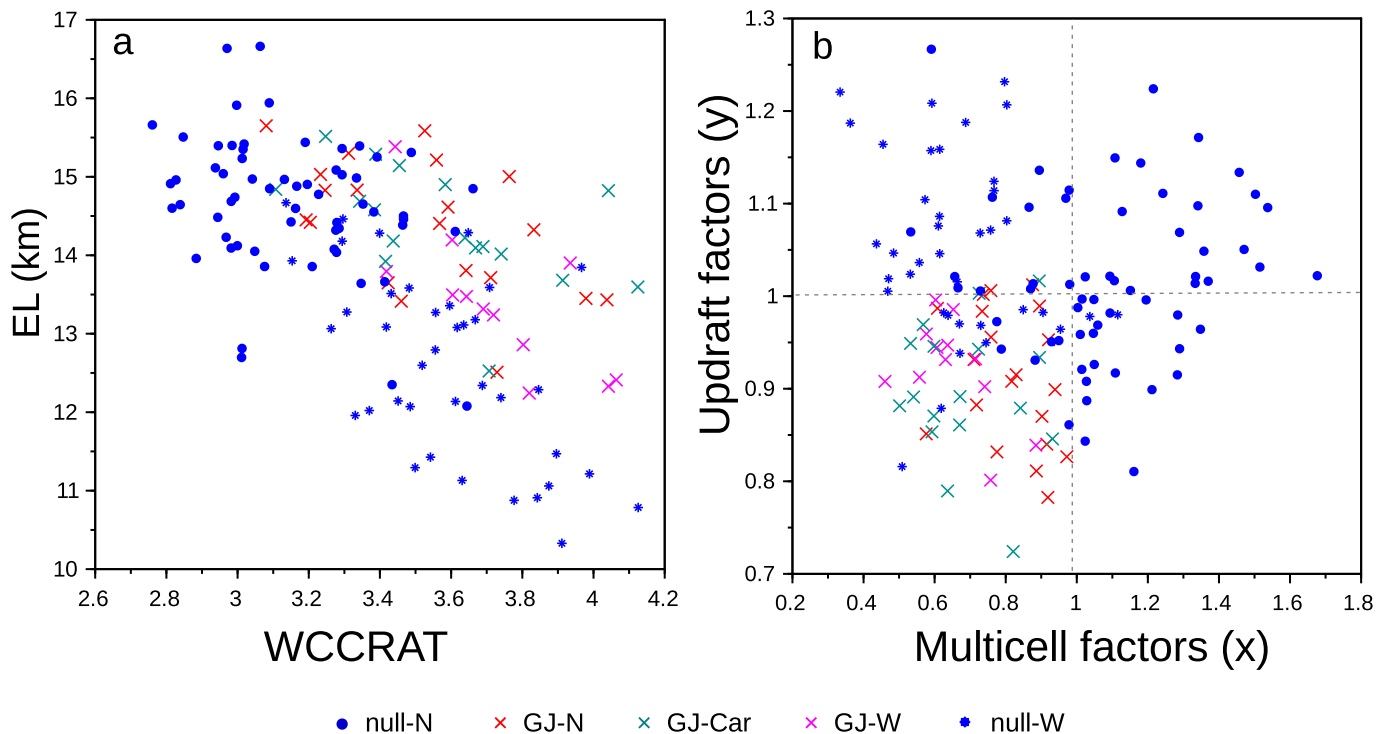 a
17
16
15
14
13
12
11
10
EL (km)
2.6 2.8 3 3.2 3.4 3.6 3.8 4 4.2
WCCRAT
b
1.3
1.2
1.1
1
0.9
0.8
0.7
Updraft factors (y)
0.2 0.4 0.6 0.8 1 1.2 1.4 1.6 1.8
Multicell factors (x)
null-N GJ-N GJ-Car GJ-W null-W